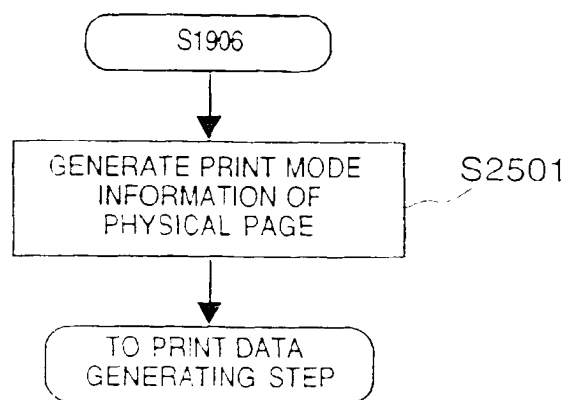 S1906
GENERATE PRINT MODE
INFORMATION OF
PHYSICAL PAGE
S2501
TO PRINT DATA
GENERATING STEP